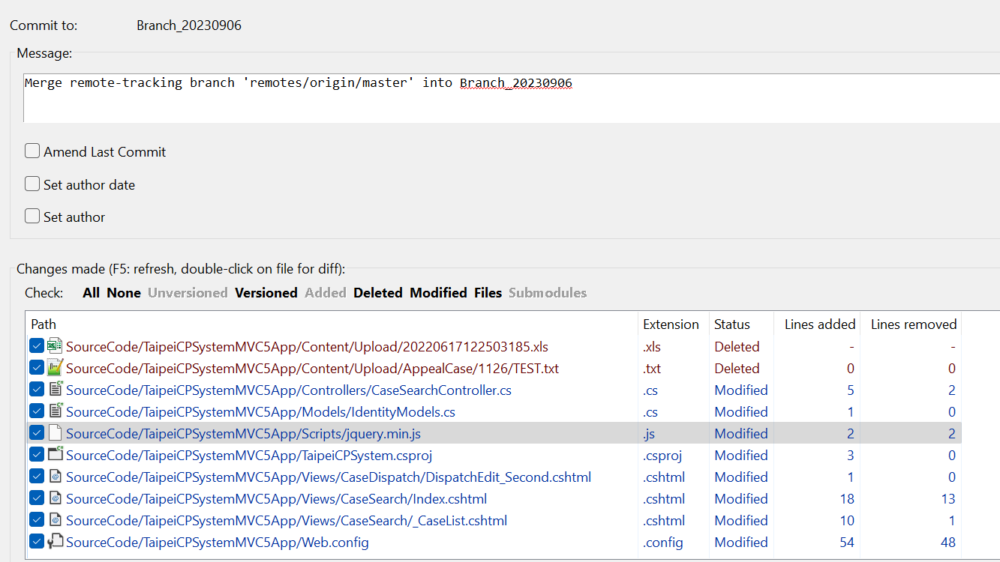 Commit to: Branch_20230906
Message:
Merge remote-tracking branch 'remotes/origin/master' into Branch_20230906
Amend Last Commit
Set author date
Set author
Changes made (F5: refresh, double-click on file for diff):
Check: All None Unversioned Versioned Added Deleted Modified Files Submodules
Path Extension Status Lines added Lines removed
SourceCode/TaipeiCPSystemMVC5App/Content/Upload/20220617122503185.xls .xls Deleted - -
SourceCode/TaipeiCPSystemMVC5App/Content/Upload/AppealCase/1126/TEST.txt .txt Deleted 0 0
SourceCode/TaipeiCPSystemMVC5App/Controllers/CaseSearchController.cs .cs Modified 5 2
SourceCode/TaipeiCPSystemMVC5App/Models/IdentityModels.cs .cs Modified 1 0
SourceCode/TaipeiCPSystemMVC5App/Scripts/jquery.min.js .js Modified 2 2
SourceCode/TaipeiCPSystemMVC5App/TaipeiCPSystem.csproj .csproj Modified 3 0
SourceCode/TaipeiCPSystemMVC5App/Views/CaseDispatch/DispatchEdit_Second.cshtml .cshtml Modified 1 0
SourceCode/TaipeiCPSystemMVC5App/Views/CaseSearch/Index.cshtml .cshtml Modified 18 13
SourceCode/TaipeiCPSystemMVC5App/Views/CaseSearch/_CaseList.cshtml .cshtml Modified 10 1
SourceCode/TaipeiCPSystemMVC5App/Web.config .config Modified 54 48